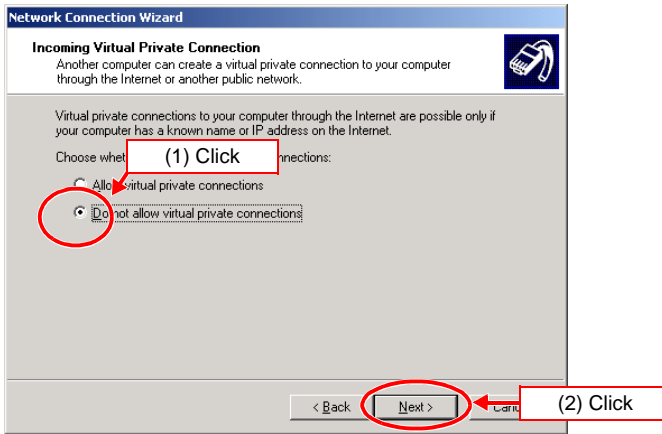 Network Connection Wizard
Incoming Virtual Private Connection
Another computer can create a virtual private connection to your computer
through the Internet or another public network.
Virtual private connections to your computer through the Internet are possible only if
your computer has a known name or IP address on the Internet.
Choose (1) Click
Allow virtual private connections
Do not allow virtual private connections
< Back
Next >
(2) Click